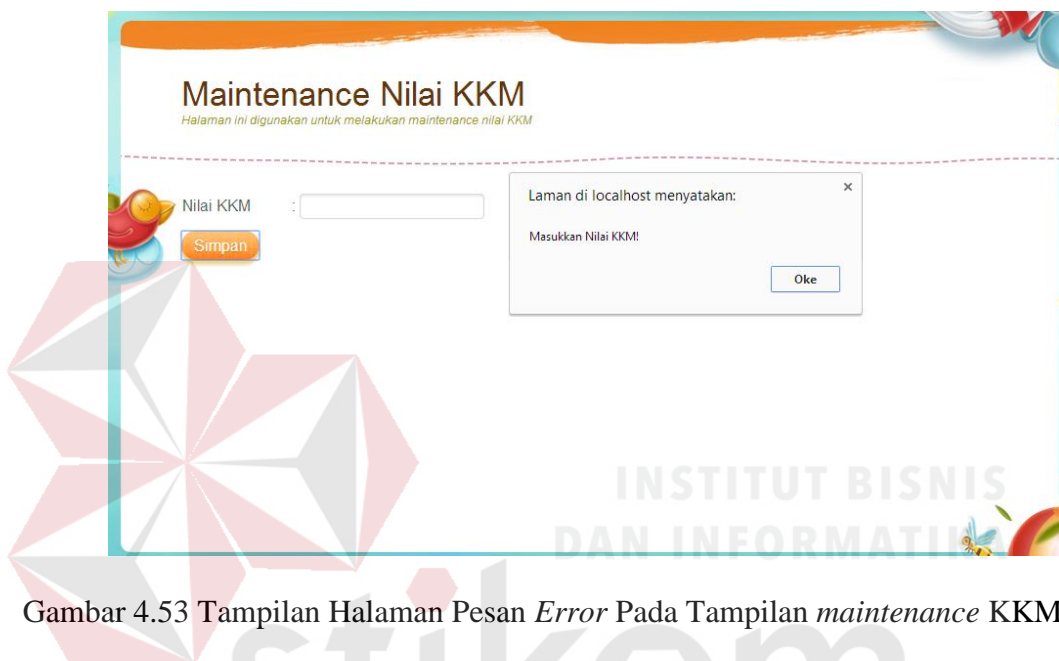 Maintenance Nilai KKM
Halaman ini digunakan untuk melakukan maintenance nilai KKM
Nilai KKM :
Simpan
Laman di localhost menyatakan: ×
Masukkan Nilai KKM!
Oke
INSTITUT BISNIS
DAN INFORMATIKA
Gambar 4.53 Tampilan Halaman Pesan Error Pada Tampilan maintenance KKM
stikom